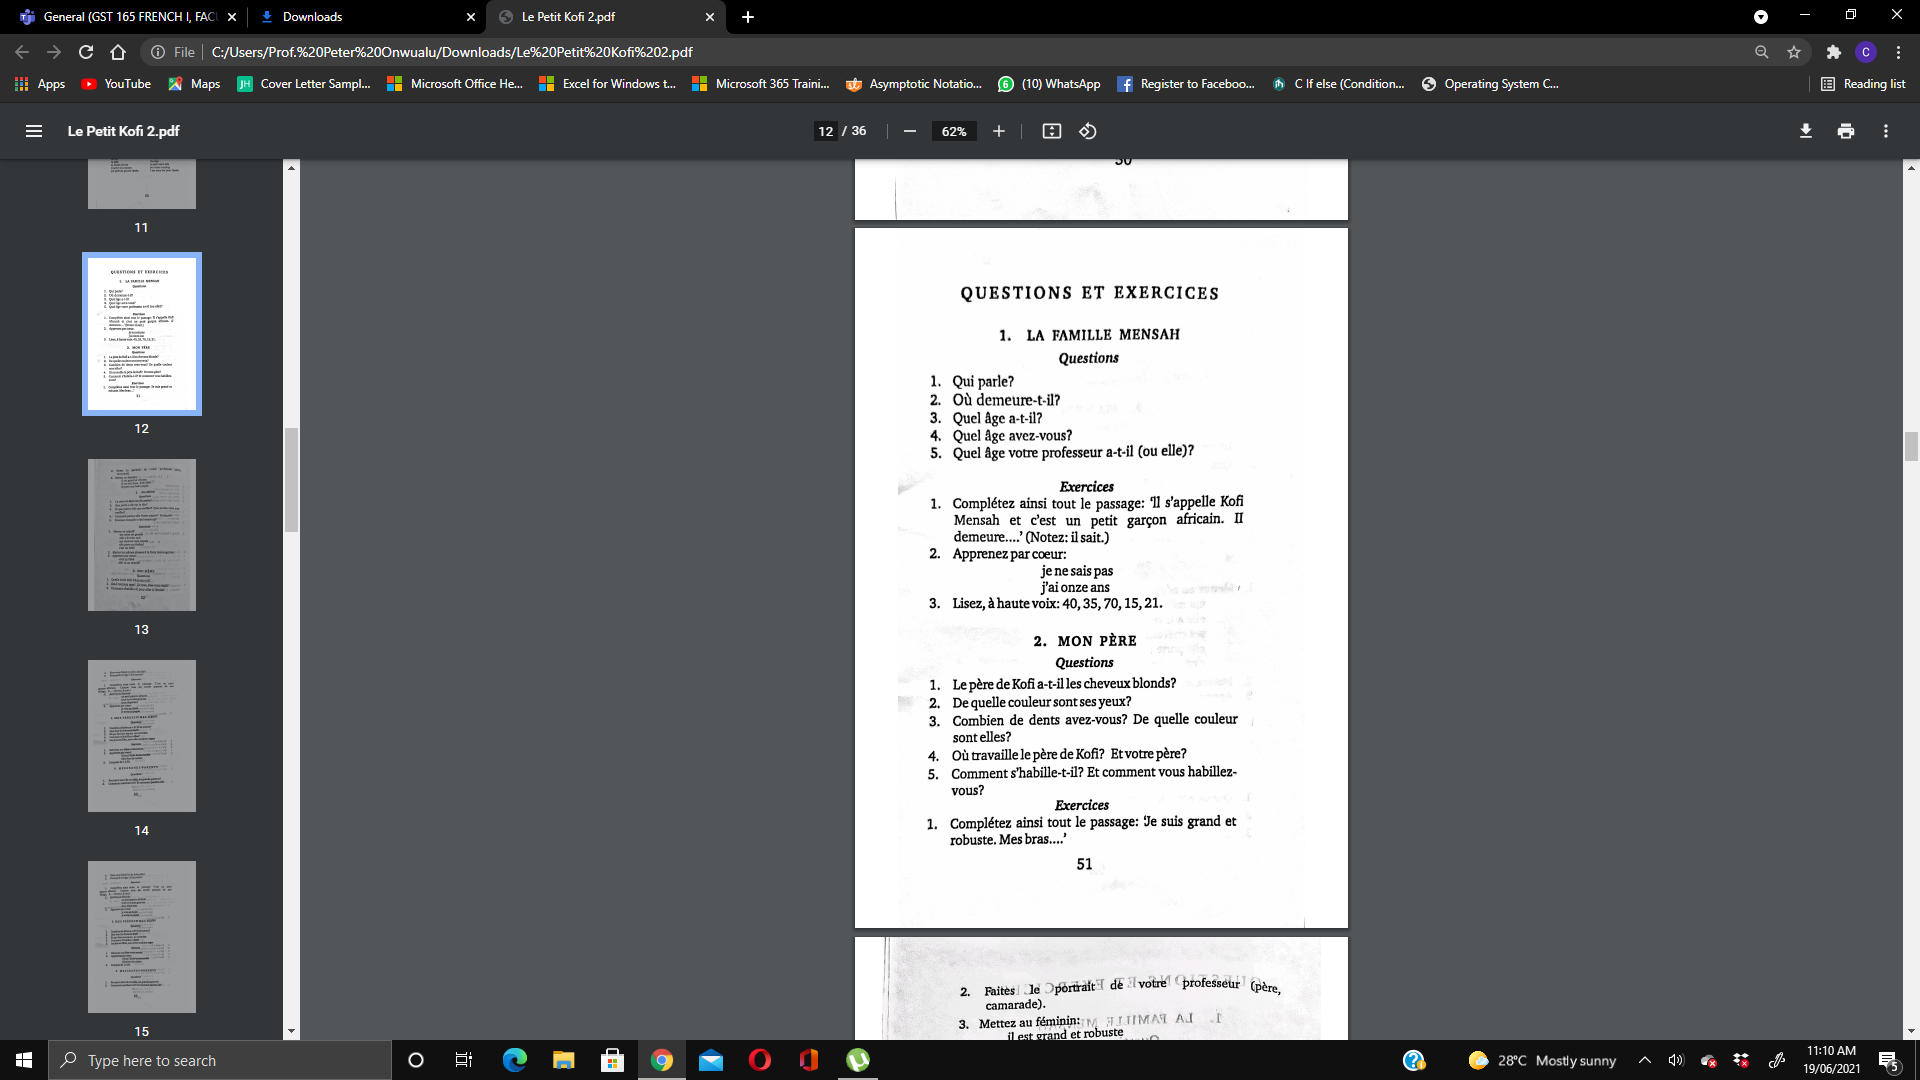 General (GST 165 FRENCH I, FAC
Downloads
Le Petit Kofi 2.pdf
File
C:/Users/Prof.%20Peter%20Onwualu/Downloads/Le%20Petit%20Kofi%202.pdf
C
Apps
YouTube
Maps
JH
Cover Letter Sampl...
Microsoft Office He...
Excel for Windows t...
Microsoft 365 Traini...
Asymptotic Notatio...
6
(10) WhatsApp
Register to Faceboo...
C If else (Condition...
Operating System C...
Reading list
Le Petit Kofi 2.pdf
12 / 36
62%
11
12
13
14
15
QUESTIONS ET EXERCICES
1. LA FAMILLE MENSAH
Questions
1. Qui parle?
2. Où demeure-t-il?
3. Quel âge a-t-il?
4. Quel âge avez-vous?
5. Quel âge votre professeur a-t-il (ou elle)?
Exercices
1. Complétez ainsi tout le passage: 'Il s'appelle Kofi
Mensah et c'est un petit garçon africain. II
demeure....' (Notez: il sait.)
2. Apprenez par cœur:
je ne sais pas
j'ai onze ans
3. Lisez, à haute voix: 40, 35, 70, 15, 21.
2. MON PÈRE
Questions
1. Le père de Kofi a-t-il les cheveux blonds?
2. De quelle couleur sont ses yeux?
3. Combien de dents avez-vous? De quelle couleur
sont elles?
4. Où travaille le père de Kofi? Et votre père?
5. Comment s'habille-t-il? Et comment vous habillez-
vous?
Exercices
1. Complétez ainsi tout le passage: 'Je suis grand et
robuste. Mes bras....'
51
2. Faites le portrait de votre professeur (père,
camarade).
3. Mettez au féminin:
il est grand et robuste
Type here to search
28°C Mostly sunny
11:10 AM
19/06/2021
5